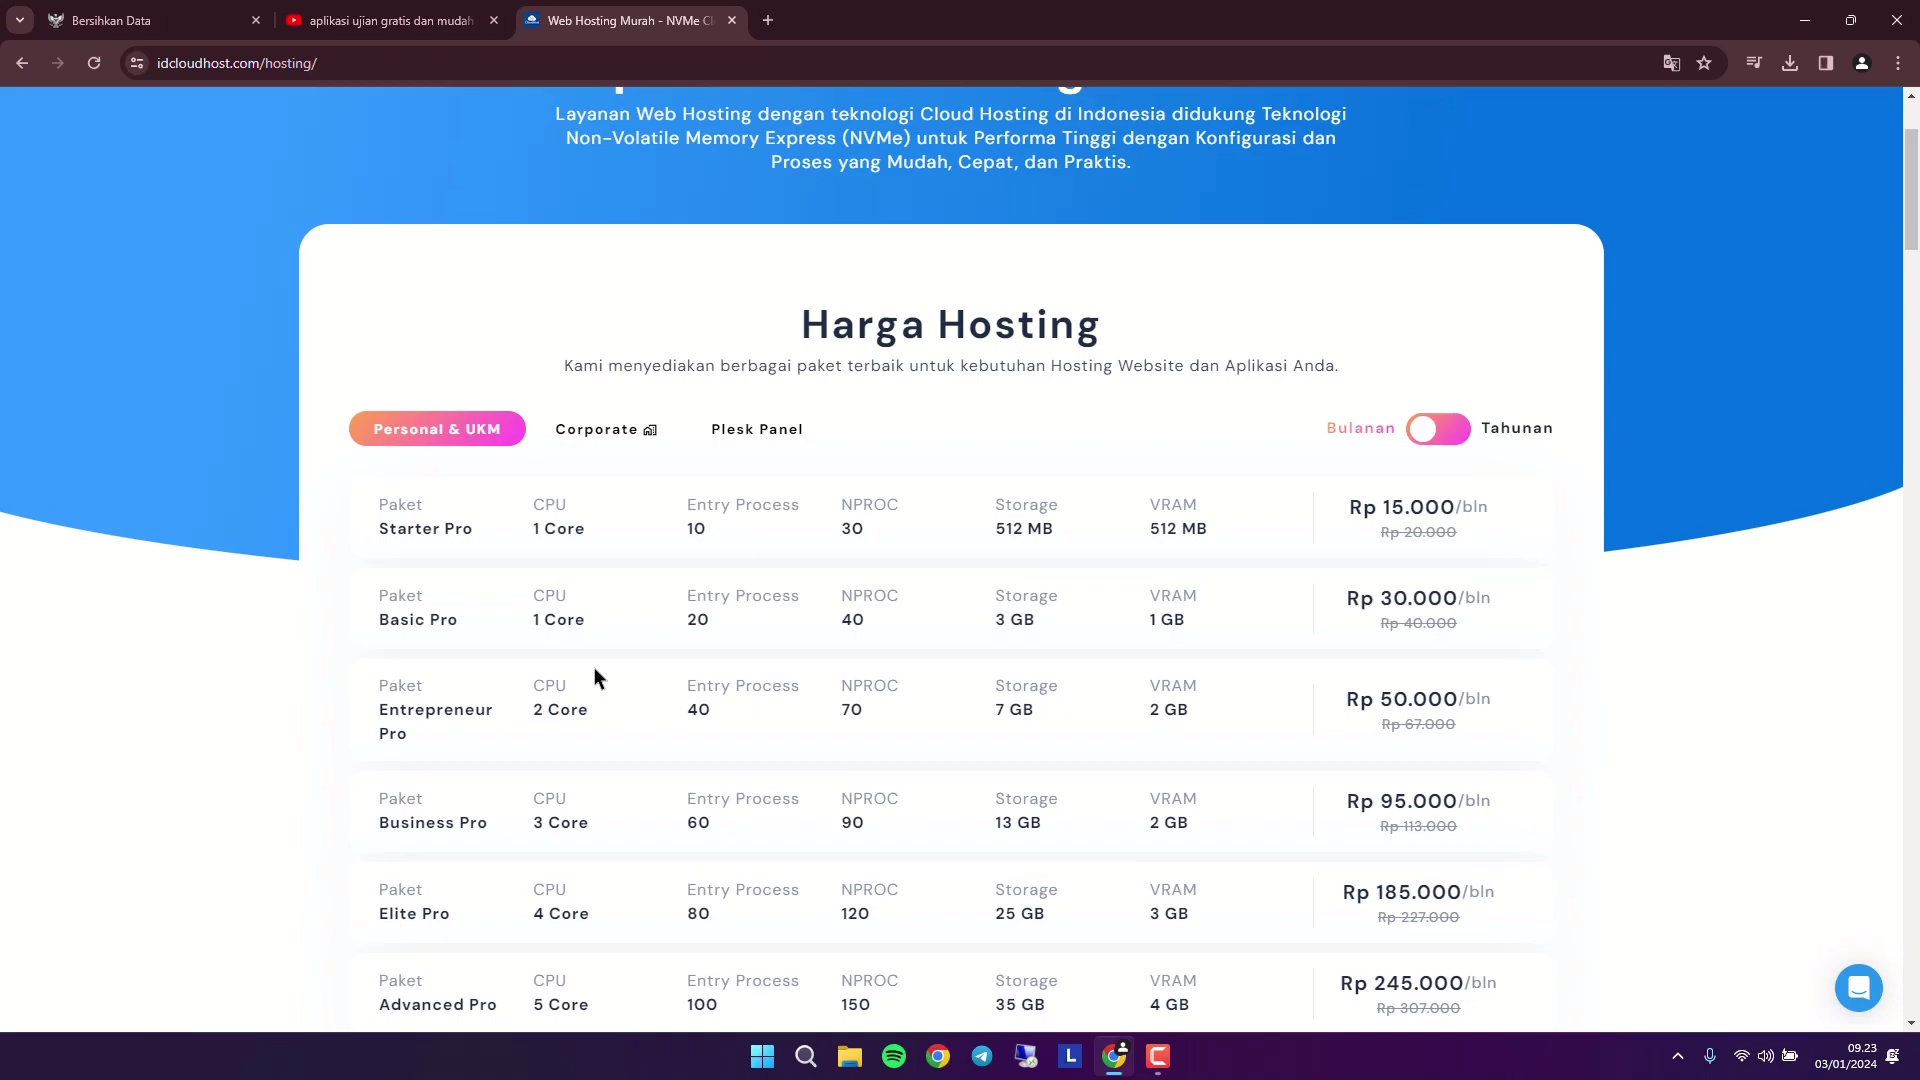 Bersihkan Data
aplikasi ujian gratis dan mudah
Web Hosting Murah - NVMe Cl
idcloudhost.com/hosting/
Layanan Web Hosting dengan teknologi Cloud Hosting di Indonesia didukung Teknologi
Non-Volatile Memory Express (NVMe) untuk Performa Tinggi dengan Konfigurasi dan
Proses yang Mudah, Cepat, dan Praktis.
Harga Hosting
Kami menyediakan berbagai paket terbaik untuk kebutuhan Hosting Website dan Aplikasi Anda.
Personal & UKM Corporate Plesk Panel Bulanan Tahunan
Paket CPU Entry Process NPROC Storage VRAM Rp 15.000/bln
Starter Pro 1 Core 10 30 512 MB 512 MB Rp 20.000
Paket CPU Entry Process NPROC Storage VRAM Rp 30.000/bln
Basic Pro 1 Core 20 40 3 GB 1 GB Rp 40.000
Paket CPU Entry Process NPROC Storage VRAM Rp 50.000/bln
Entrepreneur 2 Core 40 70 7 GB 2 GB Rp 67.000
Pro
Paket CPU Entry Process NPROC Storage VRAM Rp 95.000/bln
Business Pro 3 Core 60 90 13 GB 2 GB Rp 113.000
Paket CPU Entry Process NPROC Storage VRAM Rp 185.000/bln
Elite Pro 4 Core 80 120 25 GB 3 GB Rp 227.000
Paket CPU Entry Process NPROC Storage VRAM Rp 245.000/bln
Advanced Pro 5 Core 100 150 35 GB 4 GB Rp 307.000
L
09.23
03/01/2024